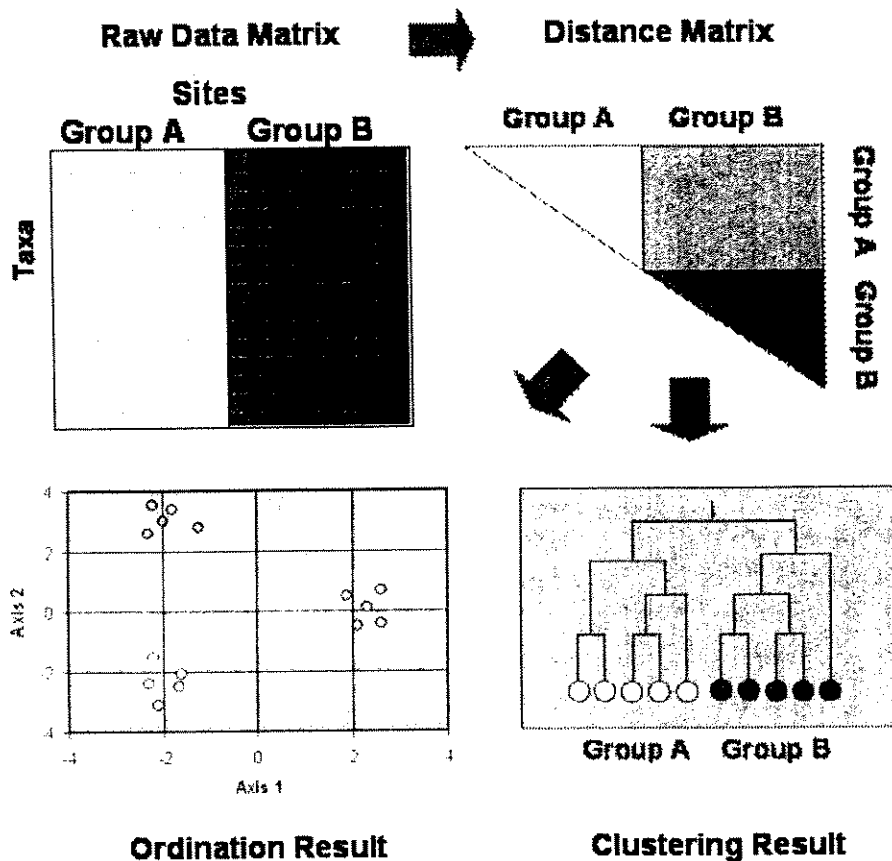 Raw Data Matrix
Distance Matrix
Sites
Group A Group B
Taxa
Group A Group B
Group A Group B
4
2
0
-2
-4
Axis 2
-4 -2 0 2 4
Axis 1
Group A Group B
Ordination Result
Clustering Result